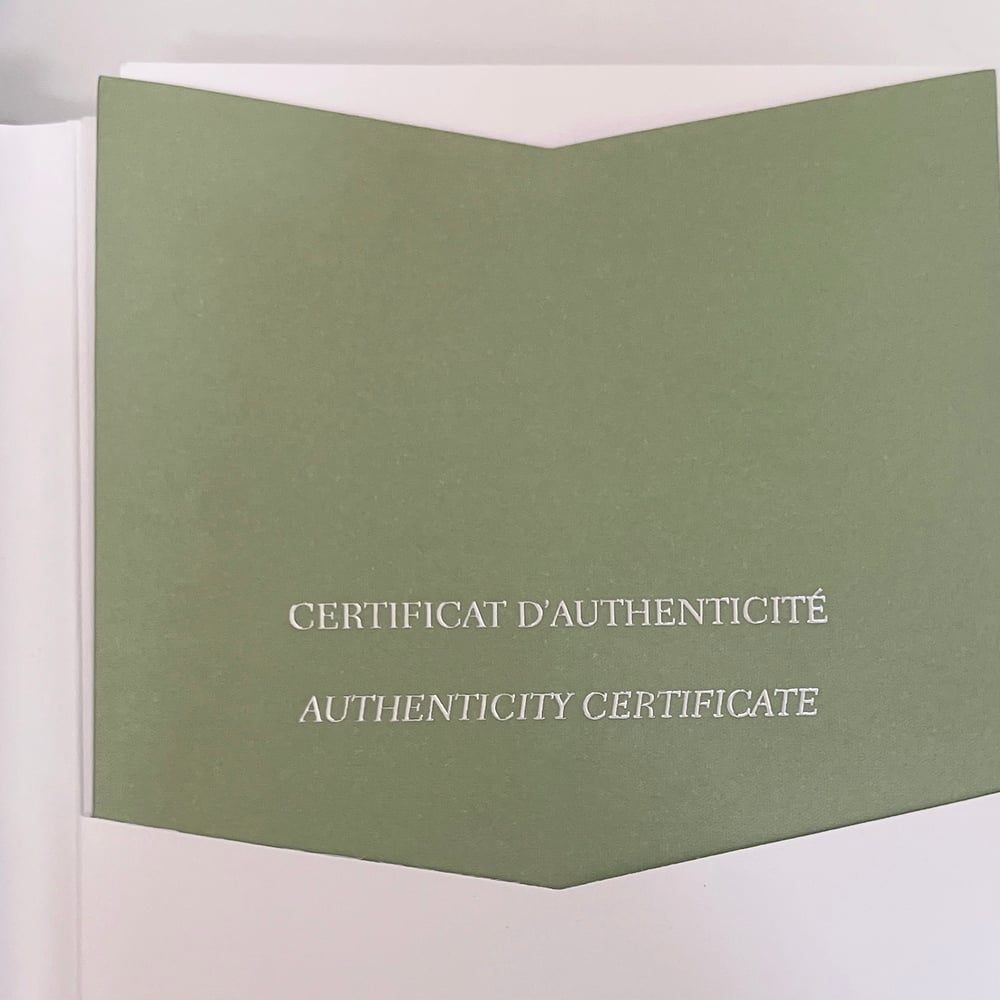 CERTIFICAT D'AUTHENTICITÉ
AUTHENTICITY CERTIFICATE